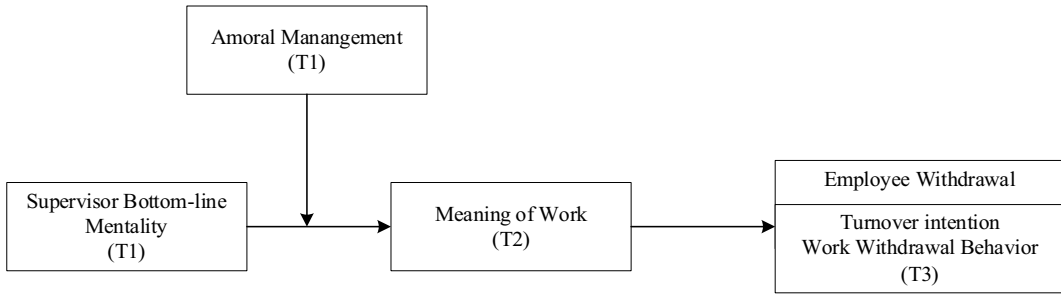 Amoral Manangement
(T1)
Supervisor Bottom-line
Mentality
(T1)
Meaning of Work
(T2)
Employee Withdrawal
Turnover intention
Work Withdrawal Behavior
(T3)